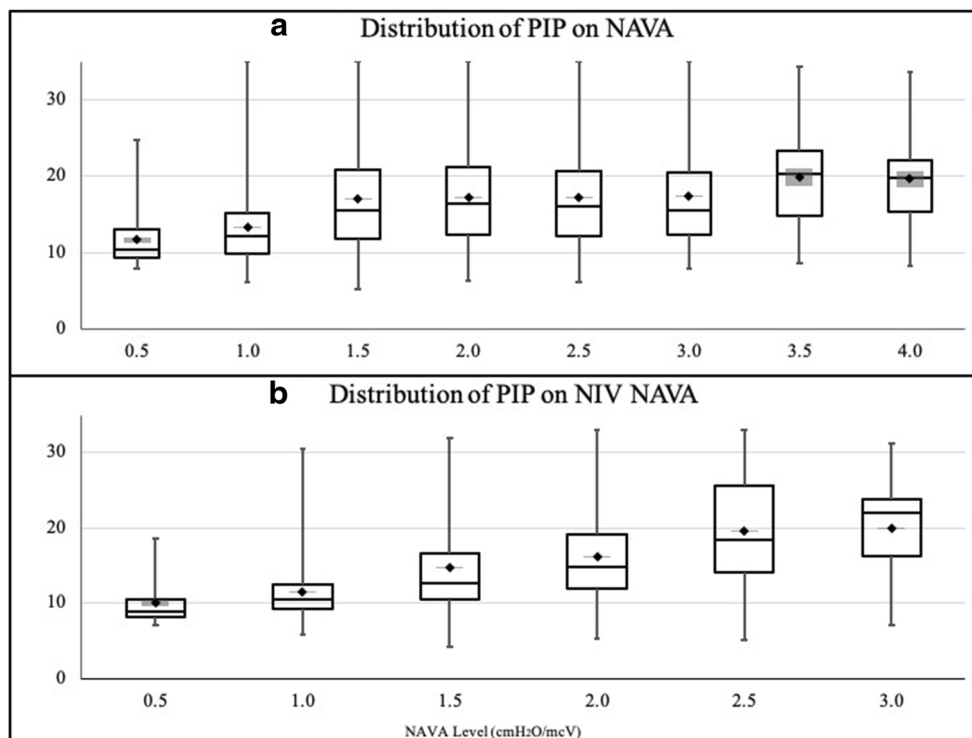 a
Distribution of PIP on NAVA
30
20
10
0
0.5 1.0 1.5 2.0 2.5 3.0 3.5 4.0
b
Distribution of PIP on NIV NAVA
30
20
10
0
0.5 1.0 1.5 2.0 2.5 3.0
NAVA Level (cmH2O/mcV)